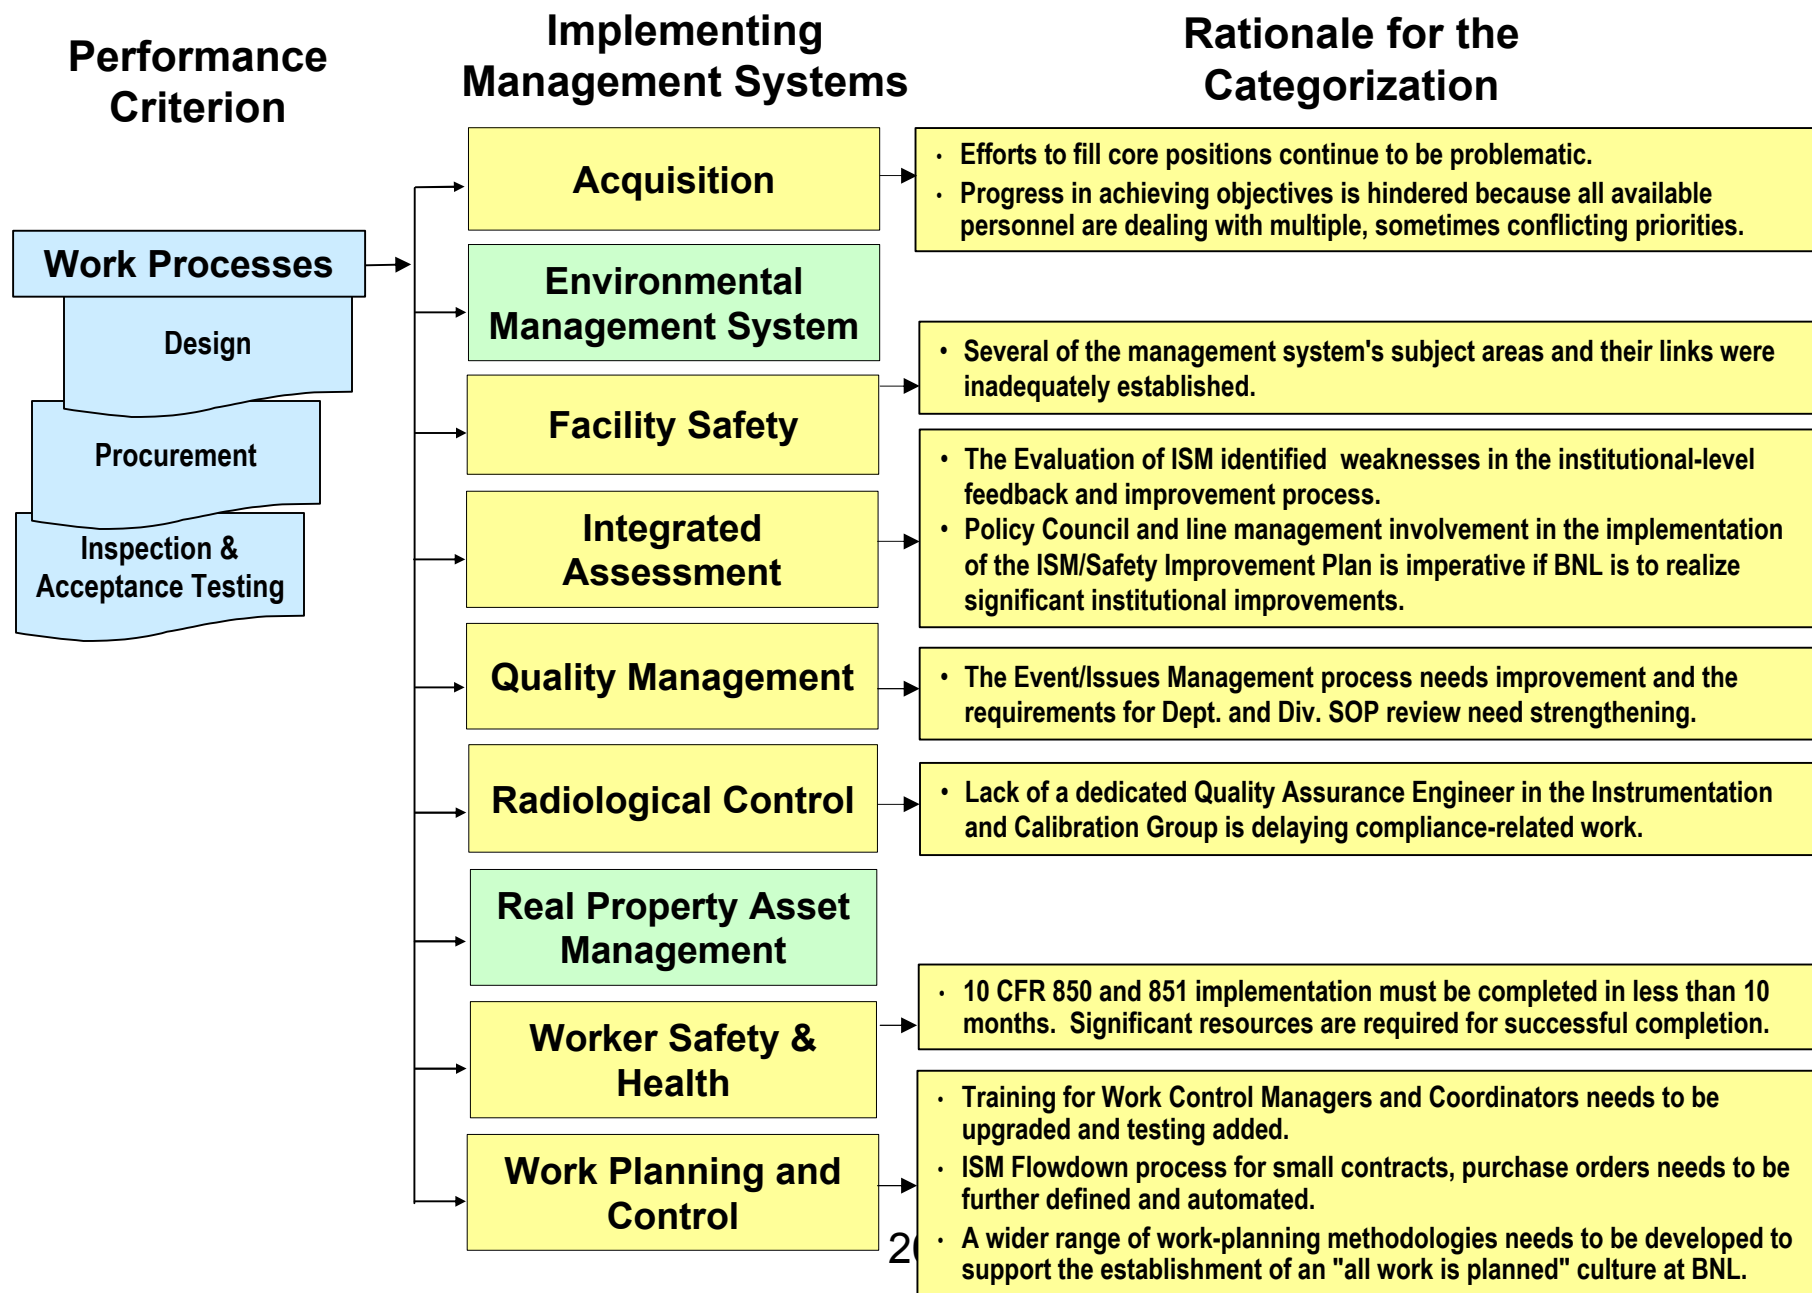 Performance
Criterion
Implementing
Management Systems
Rationale for the
Categorization
Work Processes
Design
Procurement
Inspection &
Acceptance Testing
Acquisition
• Efforts to fill core positions continue to be problematic.
• Progress in achieving objectives is hindered because all available
personnel are dealing with multiple, sometimes conflicting priorities.
Environmental
Management System
Facility Safety
• Several of the management system's subject areas and their links were
inadequately established.
Integrated
Assessment
• The Evaluation of ISM identified weaknesses in the institutional-level
feedback and improvement process.
• Policy Council and line management involvement in the implementation
of the ISM/Safety Improvement Plan is imperative if BNL is to realize
significant institutional improvements.
Quality Management
• The Event/Issues Management process needs improvement and the
requirements for Dept. and Div. SOP review need strengthening.
Radiological Control
• Lack of a dedicated Quality Assurance Engineer in the Instrumentation
and Calibration Group is delaying compliance-related work.
Real Property Asset
Management
Worker Safety &
Health
• 10 CFR 850 and 851 implementation must be completed in less than 10
months. Significant resources are required for successful completion.
Work Planning and
Control
• Training for Work Control Managers and Coordinators needs to be
upgraded and testing added.
• ISM Flowdown process for small contracts, purchase orders needs to be
further defined and automated.
• A wider range of work-planning methodologies needs to be developed to
support the establishment of an "all work is planned" culture at BNL.